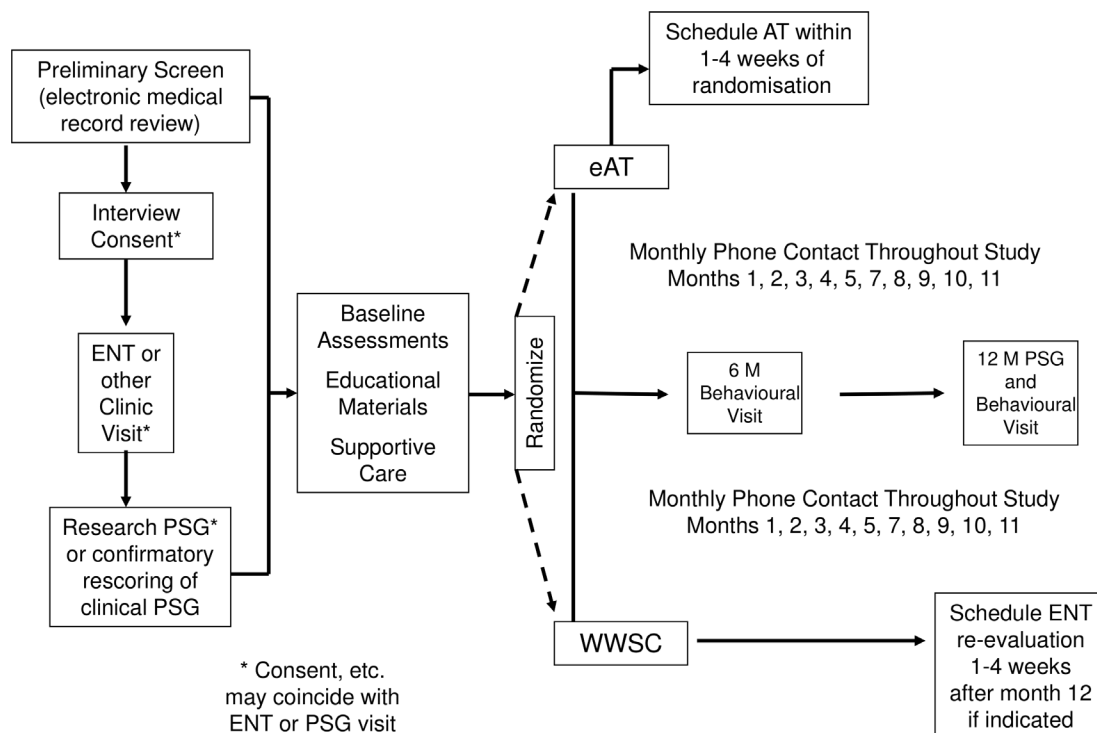 Preliminary Screen
(electronic medical
record review)
Interview
Consent*
ENT or
other
Clinic
Visit*
Research PSG*
or confirmatory
rescoring of
clinical PSG
* Consent, etc.
may coincide with
ENT or PSG visit
Baseline
Assessments
Educational
Materials
Supportive
Care
Randomize
eAT
Schedule AT within
1-4 weeks of
randomisation
Monthly Phone Contact Throughout Study
Months 1, 2, 3, 4, 5, 7, 8, 9, 10, 11
6 M
Behavioural
Visit
12 M PSG
and
Behavioural
Visit
Monthly Phone Contact Throughout Study
Months 1, 2, 3, 4, 5, 7, 8, 9, 10, 11
WWSC
Schedule ENT
re-evaluation
1-4 weeks
after month 12
if indicated